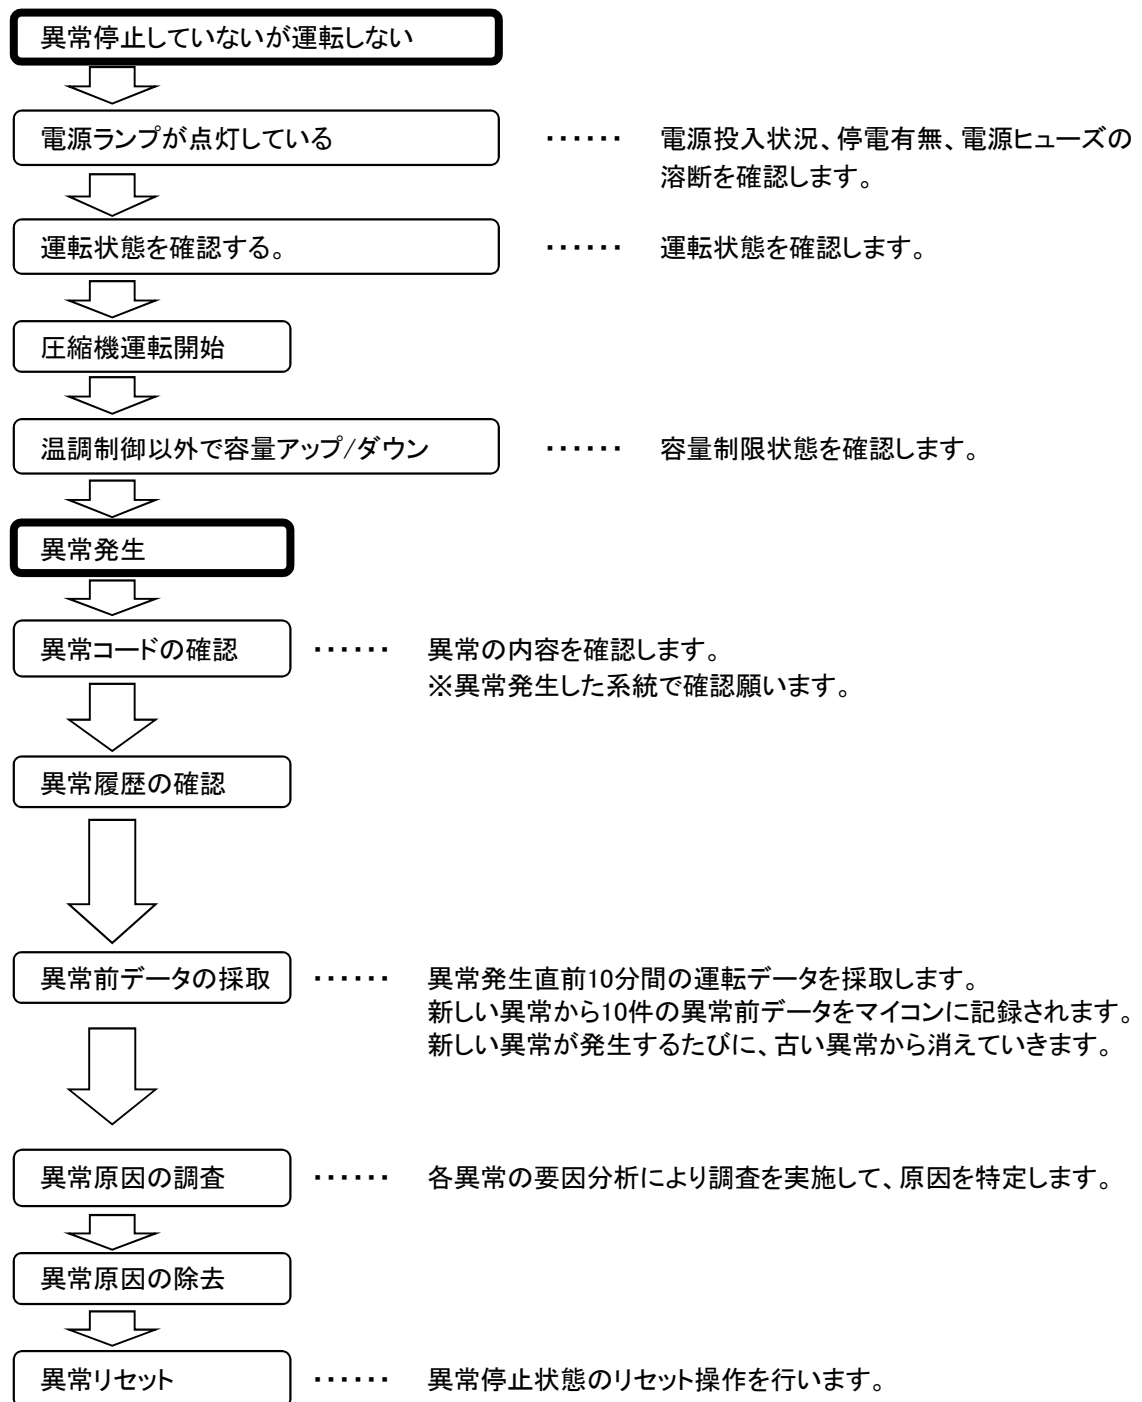 異常停止していないが運転しない
電源ランプが点灯している ・・・・・・ 電源投入状況、停電有無、電源ヒューズの
溶断を確認します。
運転状態を確認する。 ・・・・・・ 運転状態を確認します。
圧縮機運転開始
温調制御以外で容量アップ/ダウン ・・・・・・ 容量制限状態を確認します。
異常発生
異常コードの確認 ・・・・・・ 異常の内容を確認します。
※異常発生した系統で確認願います。
異常履歴の確認
異常前データの採取 ・・・・・・ 異常発生直前10分間の運転データを採取します。
新しい異常から10件の異常前データをマイコンに記録されます。
新しい異常が発生するたびに、古い異常から消えていきます。
異常原因の調査 ・・・・・・ 各異常の要因分析により調査を実施して、原因を特定します。
異常原因の除去
異常リセット ・・・・・・ 異常停止状態のリセット操作を行います。